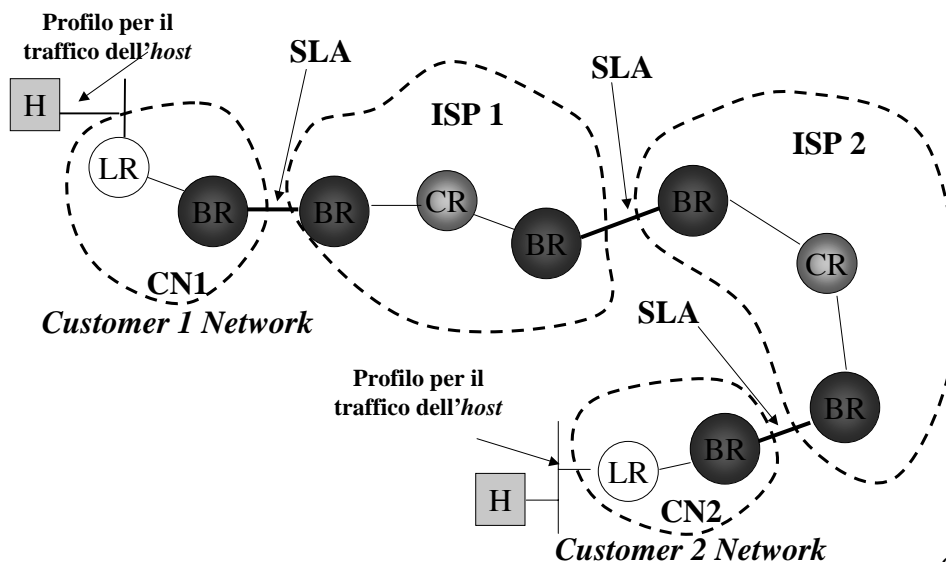 Profilo per il
traffico dell'host
H
LR
BR
CN1
Customer 1 Network
SLA
ISP 1
BR
CR
BR
SLA
ISP 2
BR
CR
BR
SLA
Profilo per il
traffico dell'host
H
LR
BR
CN2
Customer 2 Network